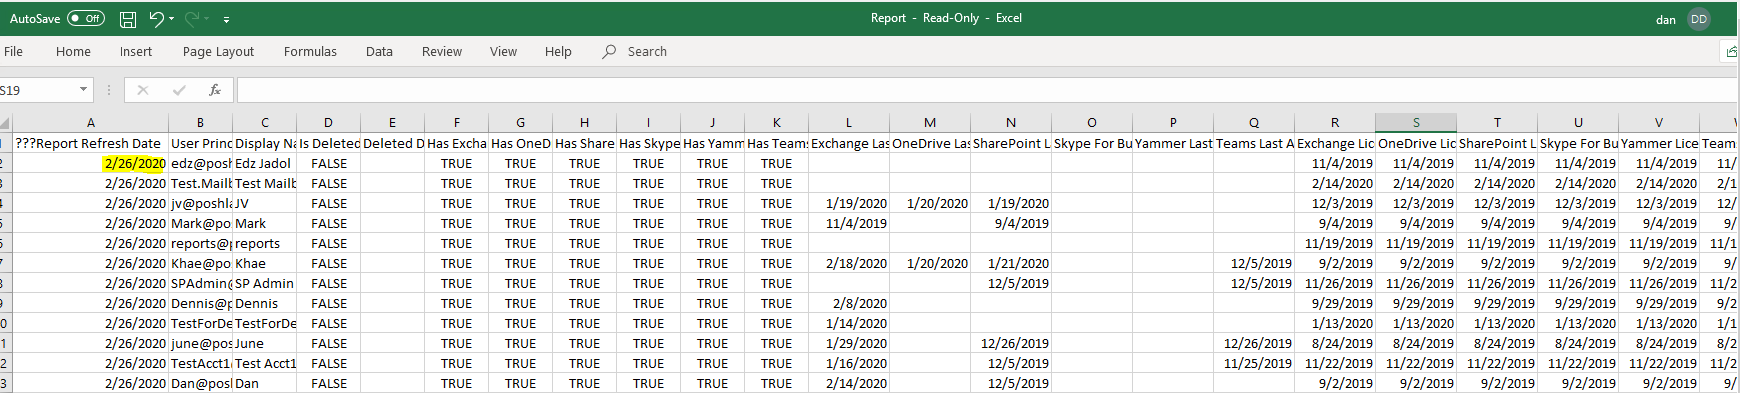 AutoSave Off Report - Read-Only - Excel dan DD
File Home Insert Page Layout Formulas Data Review View Help Search
S19 fx
A B C D E F G H I J K L M N O P Q R S T U V
???Report Refresh Date User Princ Display Na Is Deleted Deleted D Has Excha Has OneD Has Share Has Skype Has Yamm Has Teams Exchange Las OneDrive Las SharePoint L Skype For Bu Yammer Last Teams Last A Exchange Lic OneDrive Lic SharePoint L Skype For Bu Yammer Lice Team
2 2/26/2020 edz@posh Edz Jadol FALSE TRUE TRUE TRUE TRUE TRUE TRUE 11/4/2019 11/4/2019 11/4/2019 11/4/2019 11/4/2019 11/
3 2/26/2020 Test.Mailb Test Mailb FALSE TRUE TRUE TRUE TRUE TRUE TRUE 2/14/2020 2/14/2020 2/14/2020 2/14/2020 2/14/2020 2/1
4 2/26/2020 jv@poshla JV FALSE TRUE TRUE TRUE TRUE TRUE TRUE 1/19/2020 1/20/2020 1/19/2020 12/3/2019 12/3/2019 12/3/2019 12/3/2019 12/3/2019 12/
5 2/26/2020 Mark@po Mark FALSE TRUE TRUE TRUE TRUE TRUE TRUE 11/4/2019 9/4/2019 9/4/2019 9/4/2019 9/4/2019 9/4/2019 9/4/2019 9/
6 2/26/2020 reports@p reports FALSE TRUE TRUE TRUE TRUE TRUE TRUE 11/19/2019 11/19/2019 11/19/2019 11/19/2019 11/19/2019 11/1
7 2/26/2020 Khae@po Khae FALSE TRUE TRUE TRUE TRUE TRUE TRUE 2/18/2020 1/20/2020 1/21/2020 12/5/2019 9/2/2019 9/2/2019 9/2/2019 9/2/2019 9/2/2019 9/
8 2/26/2020 SPAdmin@ SP Admin FALSE TRUE TRUE TRUE TRUE TRUE TRUE 12/5/2019 12/5/2019 11/26/2019 11/26/2019 11/26/2019 11/26/2019 11/26/2019 11/2
9 2/26/2020 Dennis@p Dennis FALSE TRUE TRUE TRUE TRUE TRUE TRUE 2/8/2020 9/29/2019 9/29/2019 9/29/2019 9/29/2019 9/29/2019 9/2
0 2/26/2020 TestForDe TestForDe FALSE TRUE TRUE TRUE TRUE TRUE TRUE 1/14/2020 1/13/2020 1/13/2020 1/13/2020 1/13/2020 1/13/2020 1/1
1 2/26/2020 june@pos June FALSE TRUE TRUE TRUE TRUE TRUE TRUE 1/29/2020 12/26/2019 12/26/2019 8/24/2019 8/24/2019 8/24/2019 8/24/2019 8/24/2019 8/2
2 2/26/2020 TestAcct1 Test Acct1 FALSE TRUE TRUE TRUE TRUE TRUE TRUE 1/16/2020 12/5/2019 11/25/2019 11/22/2019 11/22/2019 11/22/2019 11/22/2019 11/22/2019 11/2
3 2/26/2020 Dan@posl Dan FALSE TRUE TRUE TRUE TRUE TRUE TRUE 2/14/2020 12/5/2019 9/2/2019 9/2/2019 9/2/2019 9/2/2019 9/2/2019 9/